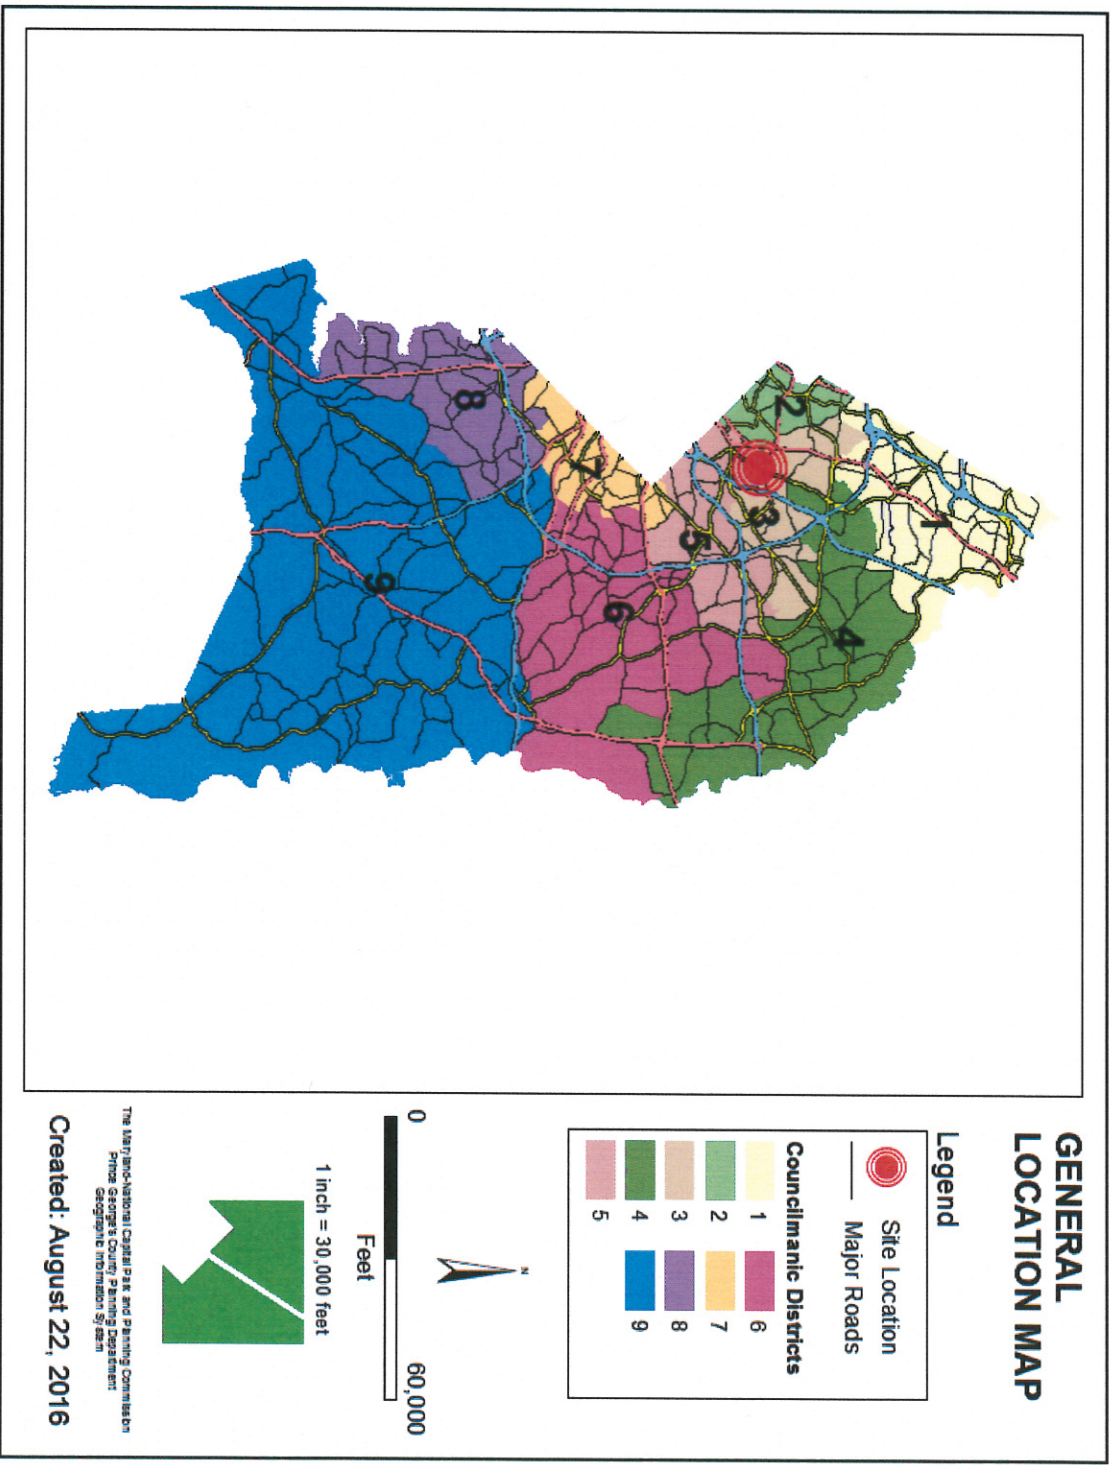 GENERAL
LOCATION MAP
Legend
Site Location
Major Roads
Councilmanic Districts
1
2
3
4
5
6
7
8
9
N
0
60,000
Feet
1 inch = 30,000 feet
The Maryland-National Capital Park and Planning Commission
Prince George's County Planning Department
Geographic Information System
Created: August 22, 2016
1
2
3
4
5
6
7
8
9